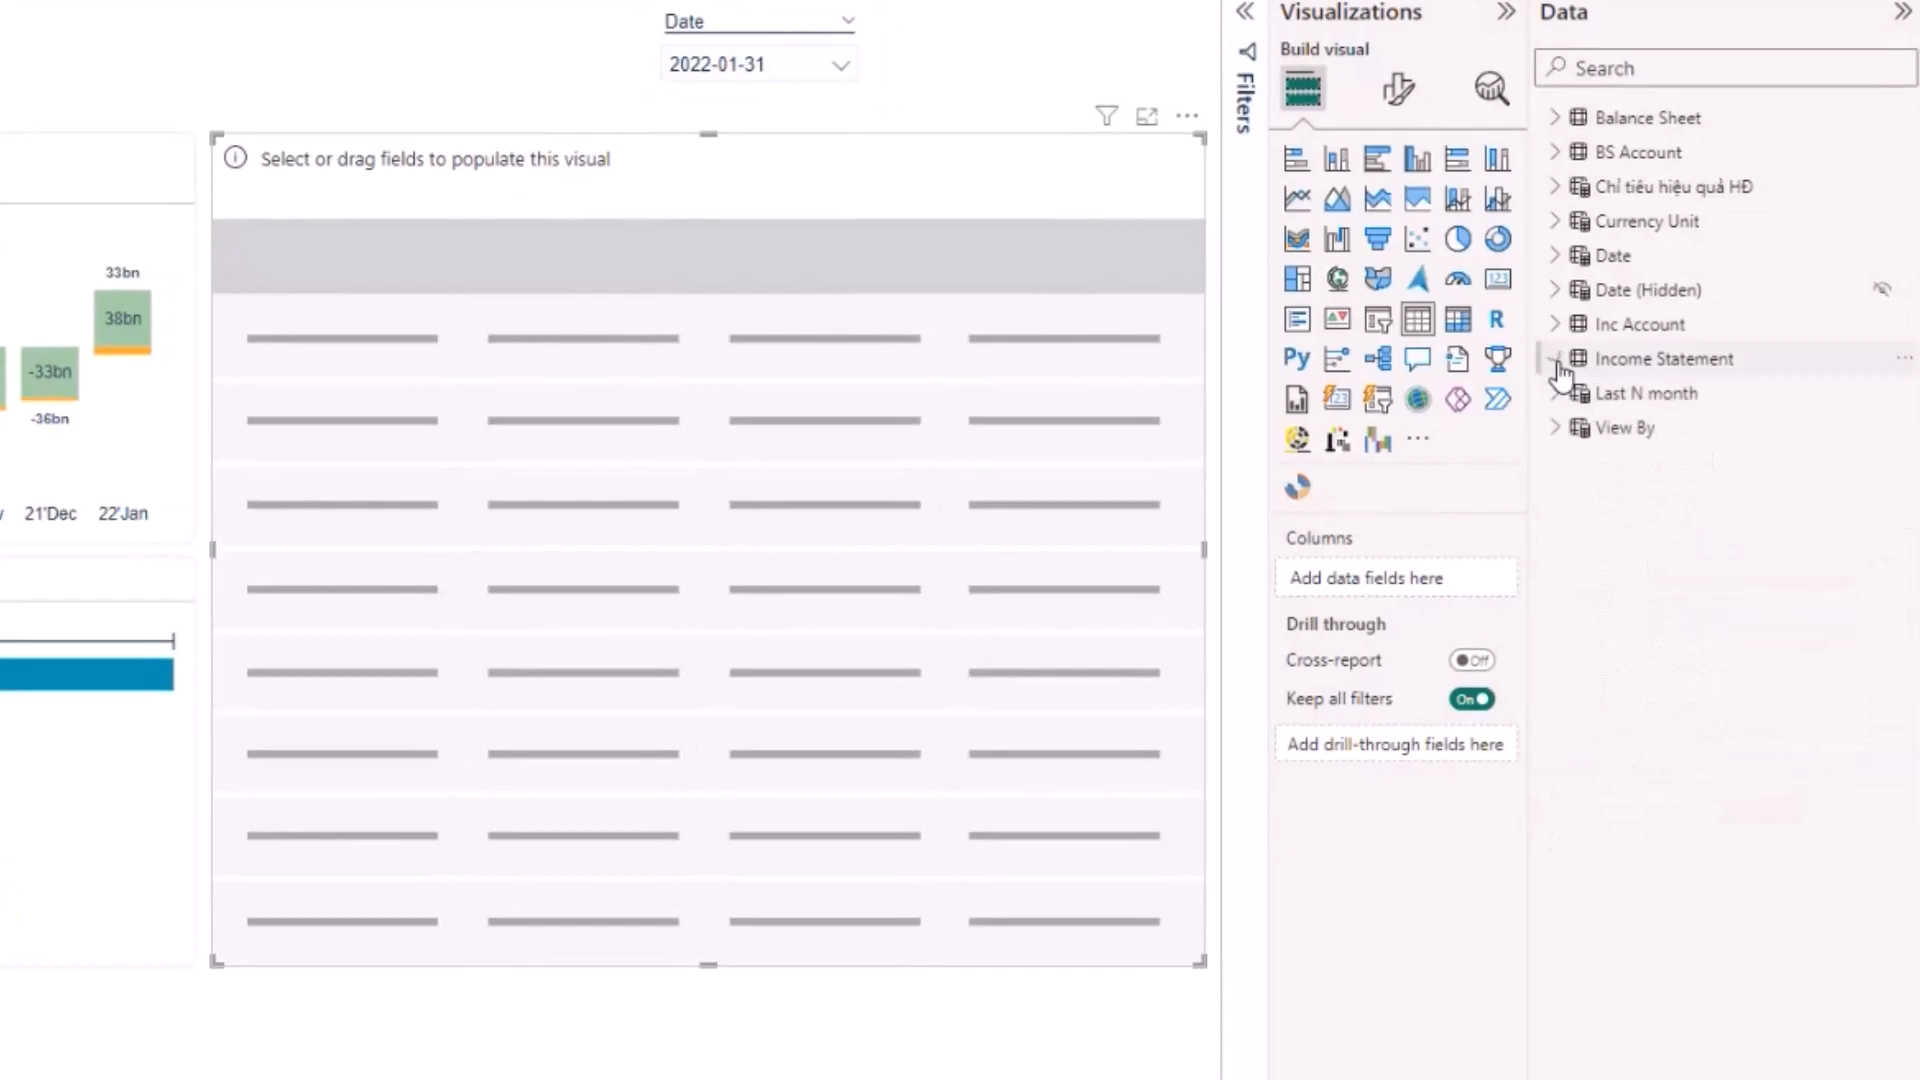 Date
2022-01-31
Select or drag fields to populate this visual
33bn
38bn
-33bn
-36bn
21'Dec
22'Jan
Filters
Visualizations
Build visual
123
R
Py
123
Columns
Add data fields here
Drill through
Cross-report
Off
Keep all filters
On
Add drill-through fields here
Data
Search
Balance Sheet
BS Account
Chỉ tiêu hiệu quả HĐ
Currency Unit
Date
Date (Hidden)
Inc Account
Income Statement
Last N month
View By